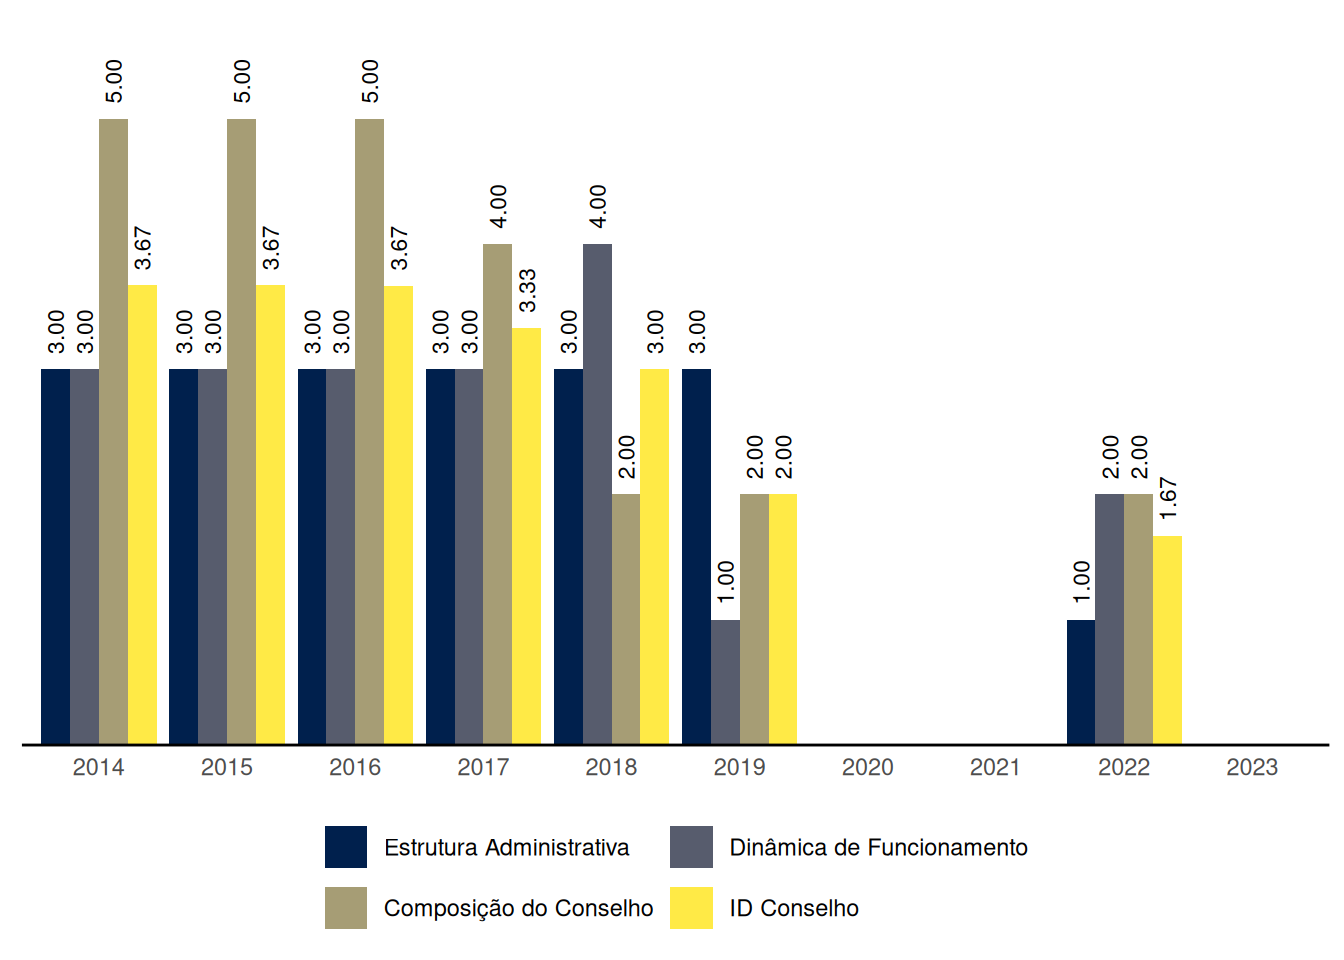 5.00 5.00 5.00
4.00 4.00
3.67 3.67 3.67 3.33
3.00 3.00 3.00 3.00 3.00 3.00 3.00 3.00 3.00 3.00 3.00
2.00 2.00 2.00 2.00 2.00
1.67
1.00 1.00
2014 2015 2016 2017 2018 2019 2020 2021 2022 2023
Estrutura Administrativa Dinâmica de Funcionamento
Composição do Conselho ID Conselho